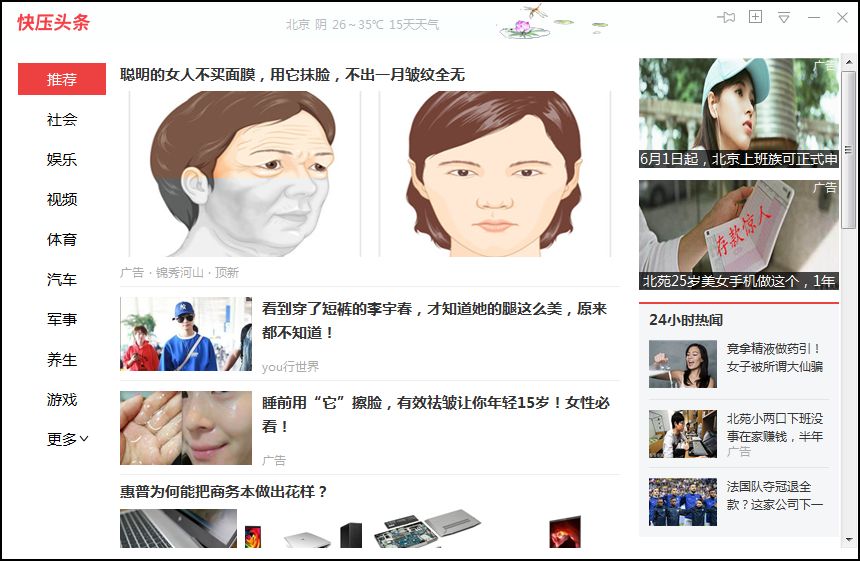 快压头条
北京 阴 26～35℃ 15天天气
推荐
社会
娱乐
视频
体育
汽车
军事
养生
游戏
更多
聪明的女人不买面膜，用它抹脸，不出一月皱纹全无
广告 · 锦秀河山 · 顶新
看到穿了短裤的李宇春，才知道她的腿这么美，原来
都不知道！
you行世界
睡前用“它”擦脸，有效祛皱让你年轻15岁！女性必
看！
广告
惠普为何能把商务本做出花样？
广告
6月1日起，北京上班族可正式申
广告
存款惊人
北苑25岁美女手机做这个，1年
24小时热闻
竟拿精液做药引！
女子被所谓大仙骗
北苑小两口下班没
事在家赚钱，半年
广告
法国队夺冠退全
款？这家公司下一